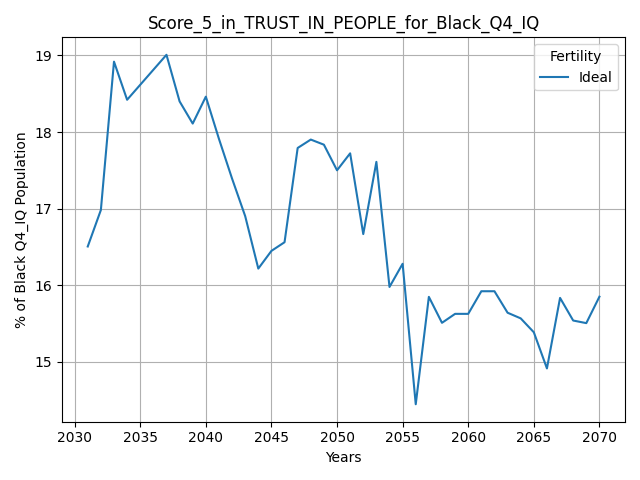 Score_5_in_TRUST_IN_PEOPLE_for_Black_Q4_IQ
Fertility
Ideal
% of Black Q4_IQ Population
19
18
17
16
15
2030 2035 2040 2045 2050 2055 2060 2065 2070
Years